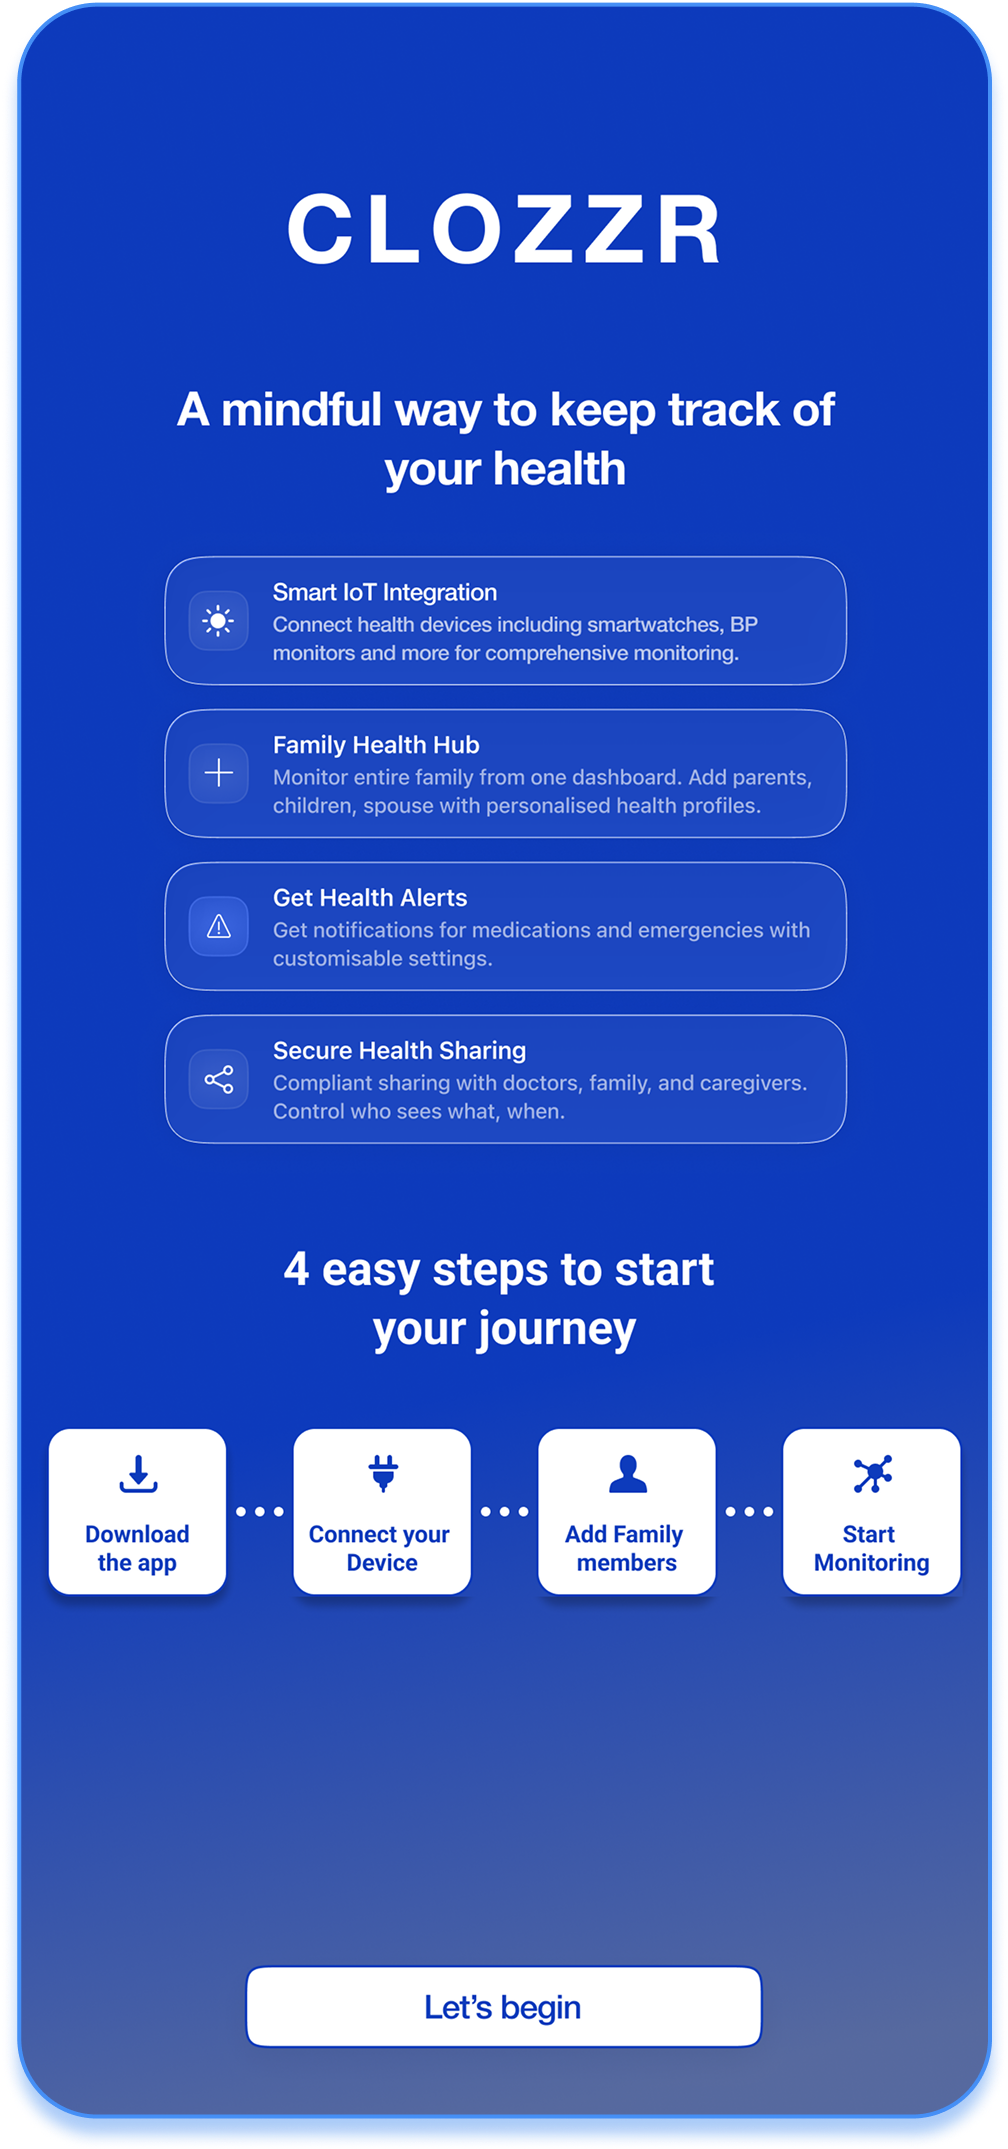 CLOZZR
A mindful way to keep track of
your health
Smart IoT Integration
Connect health devices including smartwatches, BP
monitors and more for comprehensive monitoring.
Family Health Hub
Monitor entire family from one dashboard. Add parents,
children, spouse with personalised health profiles.
Get Health Alerts
Get notifications for medications and emergencies with
customisable settings.
Secure Health Sharing
Compliant sharing with doctors, family, and caregivers.
Control who sees what, when.
4 easy steps to start
your journey
Download
the app
Connect your
Device
Add Family
members
Start
Monitoring
Let’s begin